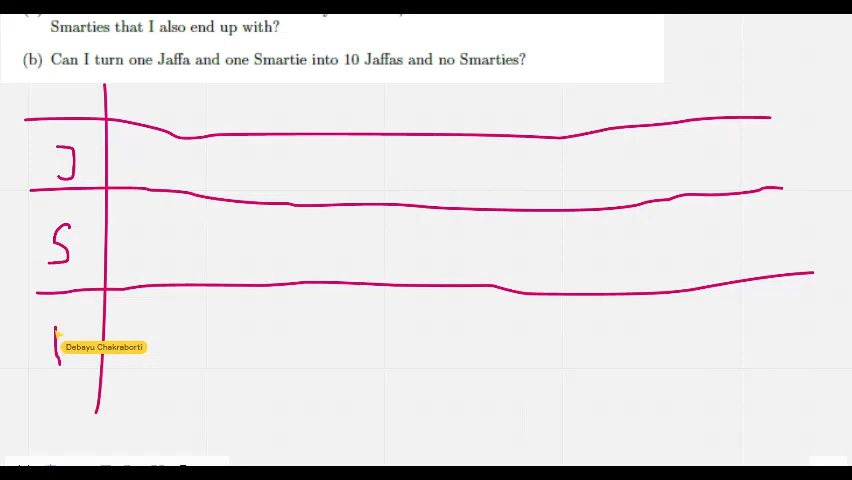 Smarties that I also end up with?
(b) Can I turn one Jaffa and one Smartie into 10 Jaffas and no Smarties?
J
S
Debayu Chakraborti